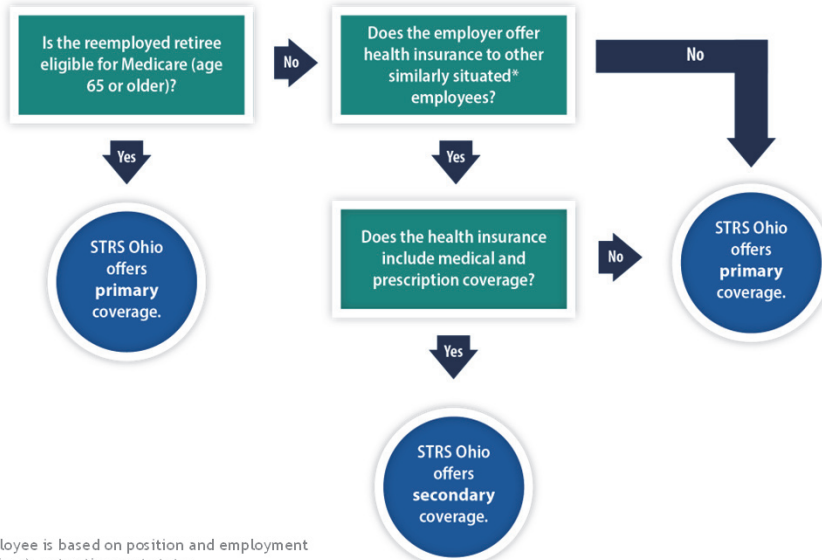 Is the reemployed retiree
eligible for Medicare (age
65 or older)?
No
Does the employer offer
health insurance to other
similarly situated*
employees?
No
Yes
Yes
STRS Ohio
offers
primary
coverage.
Does the health insurance
include medical and
prescription coverage?
No
STRS Ohio
offers
primary
coverage.
Yes
STRS Ohio
offers
secondary
coverage.
ployee is based on position and employment